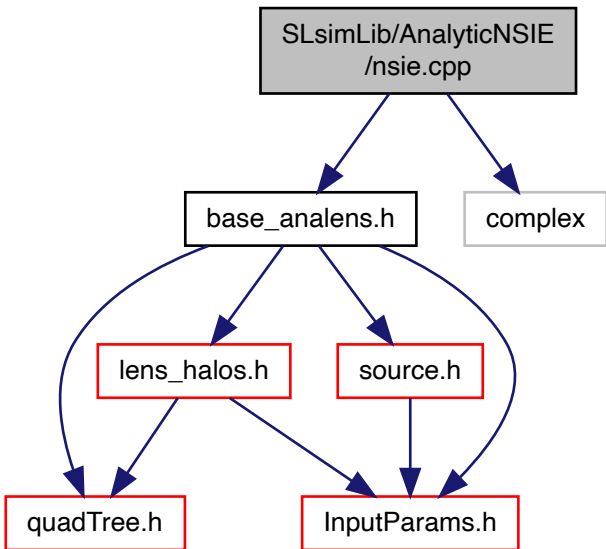 SLsimLib/AnalyticNSIE
/nsie.cpp
base_analens.h
complex
lens_halos.h
source.h
quadTree.h
InputParams.h